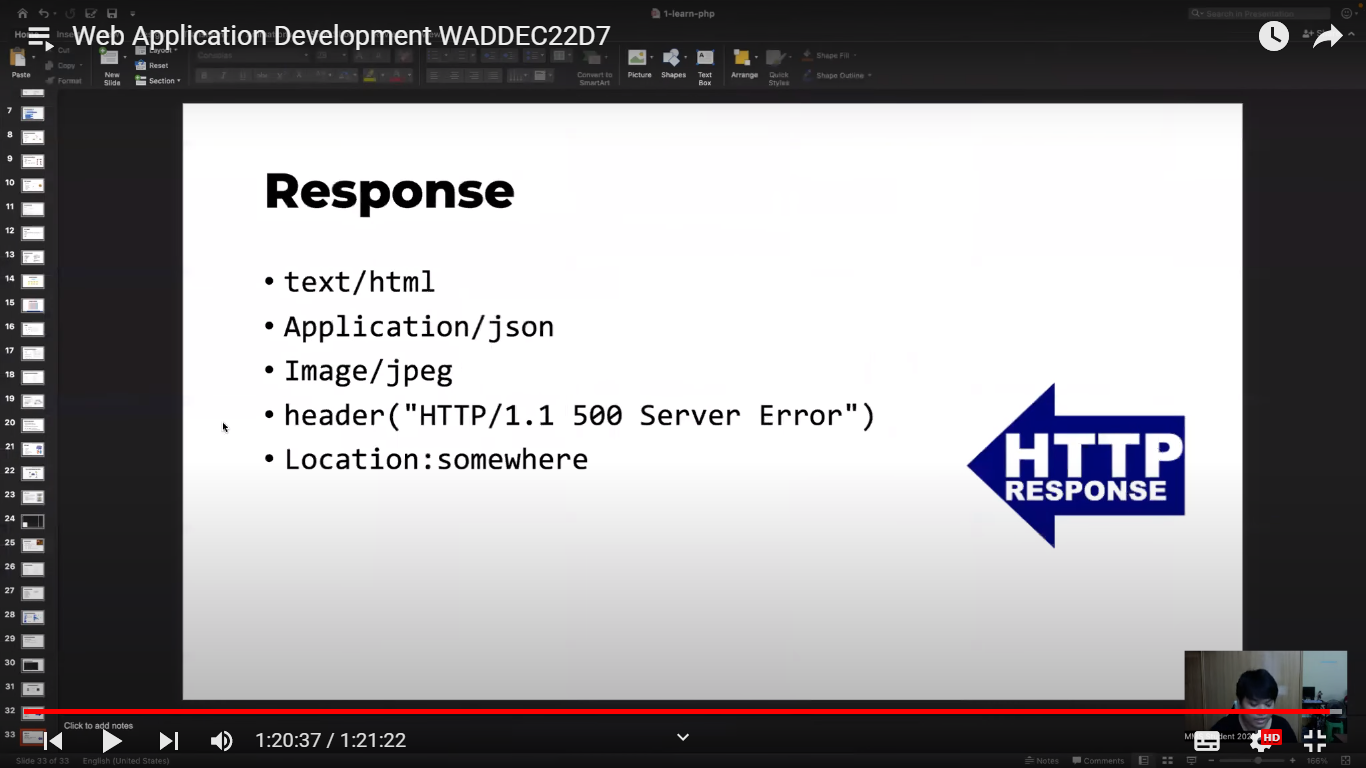 1-learn-php
Search in Presentation
Web Application Development WADDEC22D7
Cut
Layout
Copy
Reset
Paste
Format
New
Slide
Section
Convert to
SmartArt
Picture
Shapes
Text
Box
Arrange
Quick
Styles
Shape Fill
Shape Outline
7
8
9
10
11
12
13
14
15
16
17
18
19
20
21
22
23
24
25
26
27
28
29
30
31
32
33
Response
• text/html
• Application/json
• Image/jpeg
• header("HTTP/1.1 500 Server Error")
• Location:somewhere
HTTP
RESPONSE
Click to add notes
1:20:37 / 1:21:22
HD
Slide 33 of 33
English (United States)
Notes
Comments
166%